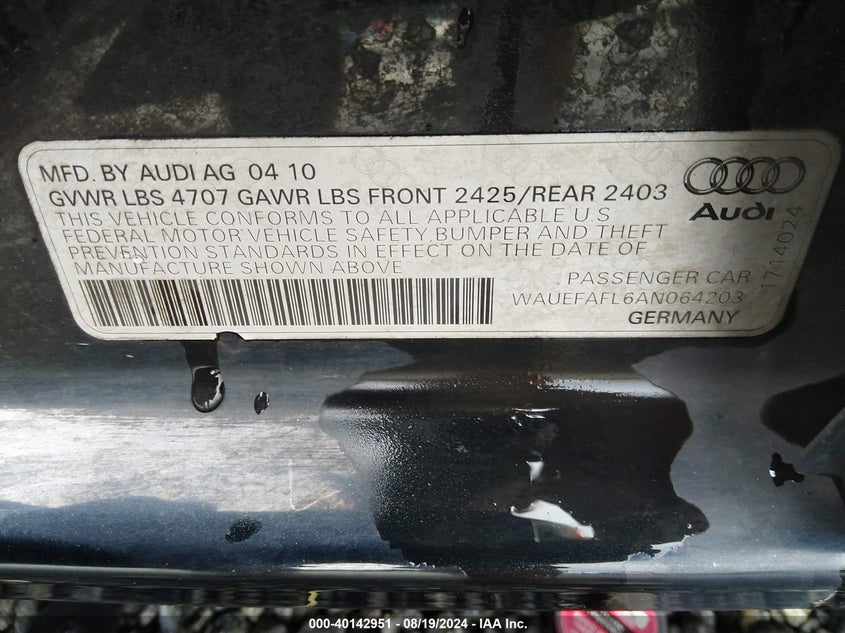 MFD. BY AUDI AG 04 10
GVWR LBS 4707 GAWR LBS FRONT 2425/REAR 2403
THIS VEHICLE CONFORMS TO ALL APPLICABLE U.S
FEDERAL MOTOR VEHICLE SAFETY, BUMPER AND THEFT
PREVENTION STANDARDS IN EFFECT ON THE DATE OF
MANUFACTURE SHOWN ABOVE
Audi
1714024
PASSENGER CAR
WAUEFAFL6AN064203
GERMANY
000-40142951 - 08/19/2024 - IAA Inc.